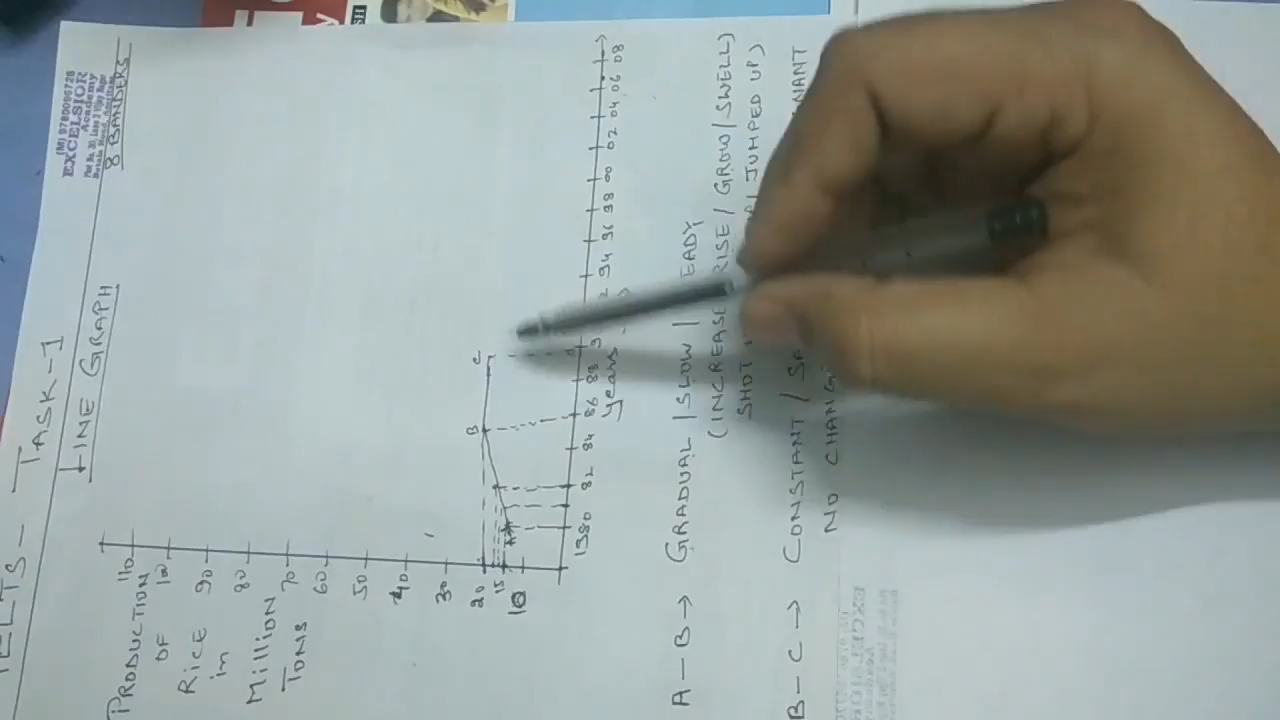 IELTS - TASK-1
(M) 9780096728
EXCELSIOR
Academy
LINE GRAPH
8 BANDERS
PRODUCTION
OF
RICE
in
Million
TONS
110
100
90
80
70
60
50
40
30
20
15
10
1980 82 84 86 88 94 96 98 00 02 04 06 08
Years
A
B
C
A - B → GRADUAL / SLOW /
(INCREASE RISE / GROW / SWELL)
SHOT JUMPED UP)
B - C → CONSTANT /
NO